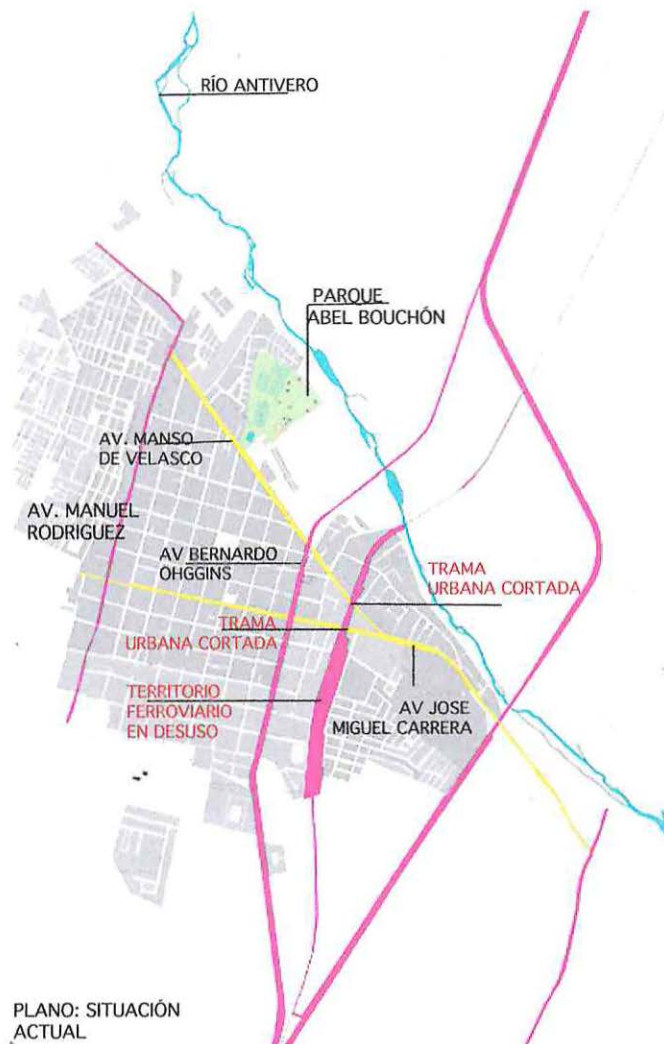 RÍO ANTIVERO
PARQUE
ABEL BOUCHÓN
AV. MANSO
DE VELASCO
AV. MANUEL
RODRIGUEZ
AV BERNARDO
OHGGINS
TRAMA
URBANA CORTADA
TRAMA
URBANA CORTADA
TERRITORIO
FERROVIARIO
EN DESUSO
AV JOSE
MIGUEL CARRERA
PLANO: SITUACIÓN
ACTUAL